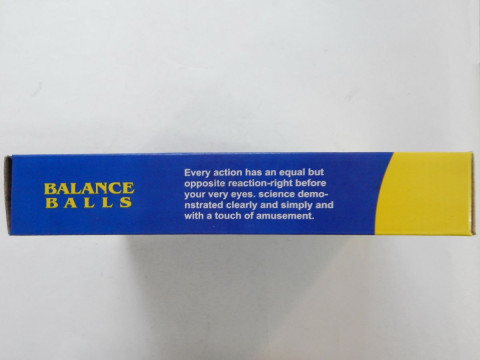 BALANCE
BALLS
Every action has an equal but
opposite reaction-right before
your very eyes. science demo-
nstrated clearly and simply and
with a touch of amusement.